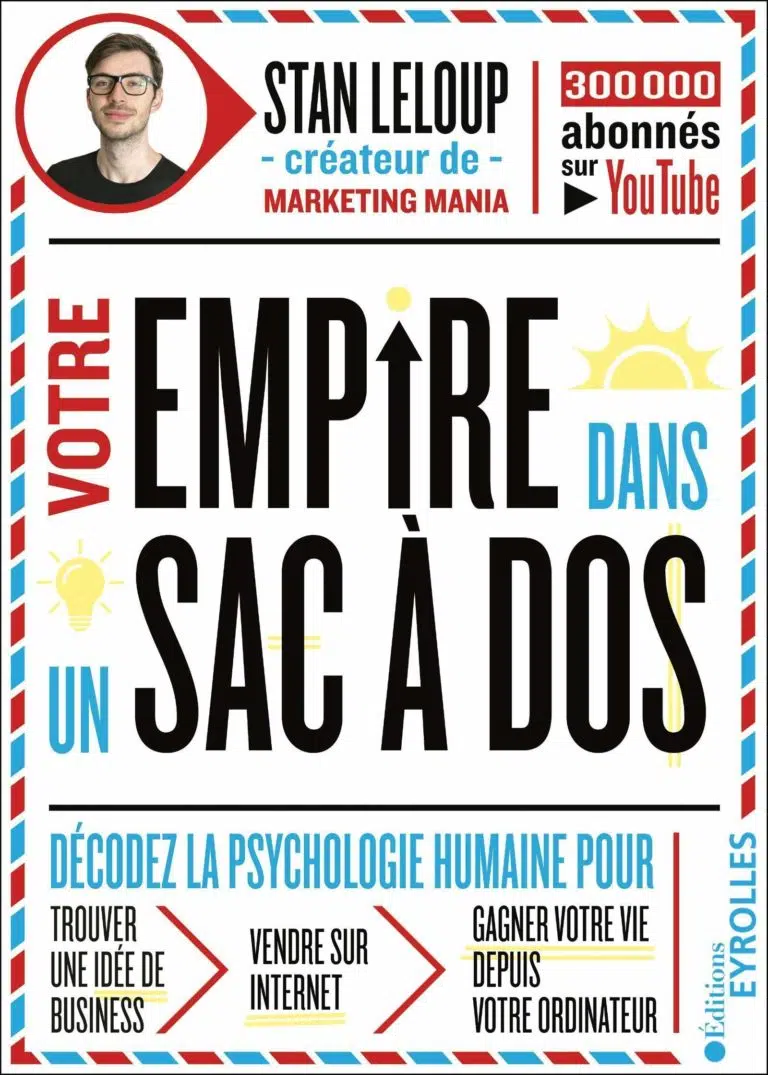 STAN LELOUP
- créateur de -
MARKETING MANIA
300 000
abonnés
sur
YouTube
VOTRE
EMPiRE
DANS
UN
SAC À DOS
DÉCODEZ LA PSYCHOLOGIE HUMAINE POUR
TROUVER
UNE IDÉE DE
BUSINESS
VENDRE SUR
INTERNET
GAGNER VOTRE VIE
DEPUIS
VOTRE ORDINATEUR
Éditions
EYROLLES